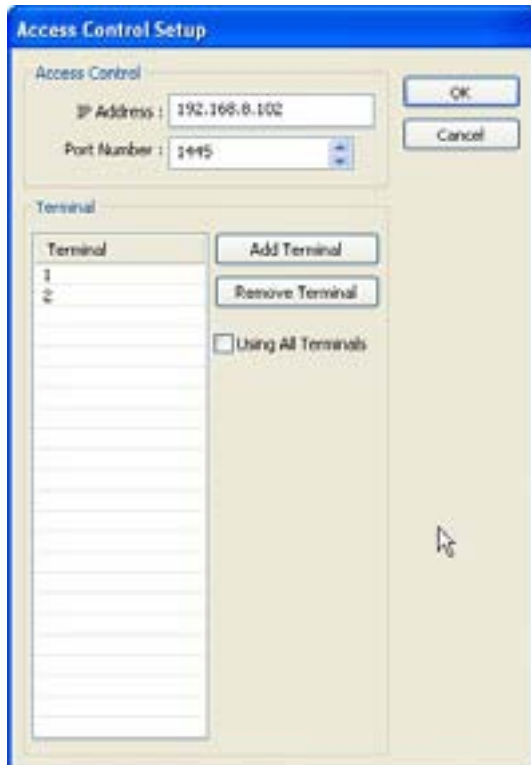 Access Control Setup
Access Control
IP Address : 192.168.8.102
Port Number : 1445
OK
Cancel
Terminal
Terminal
1
2
Add Terminal
Remove Terminal
Using All Terminals